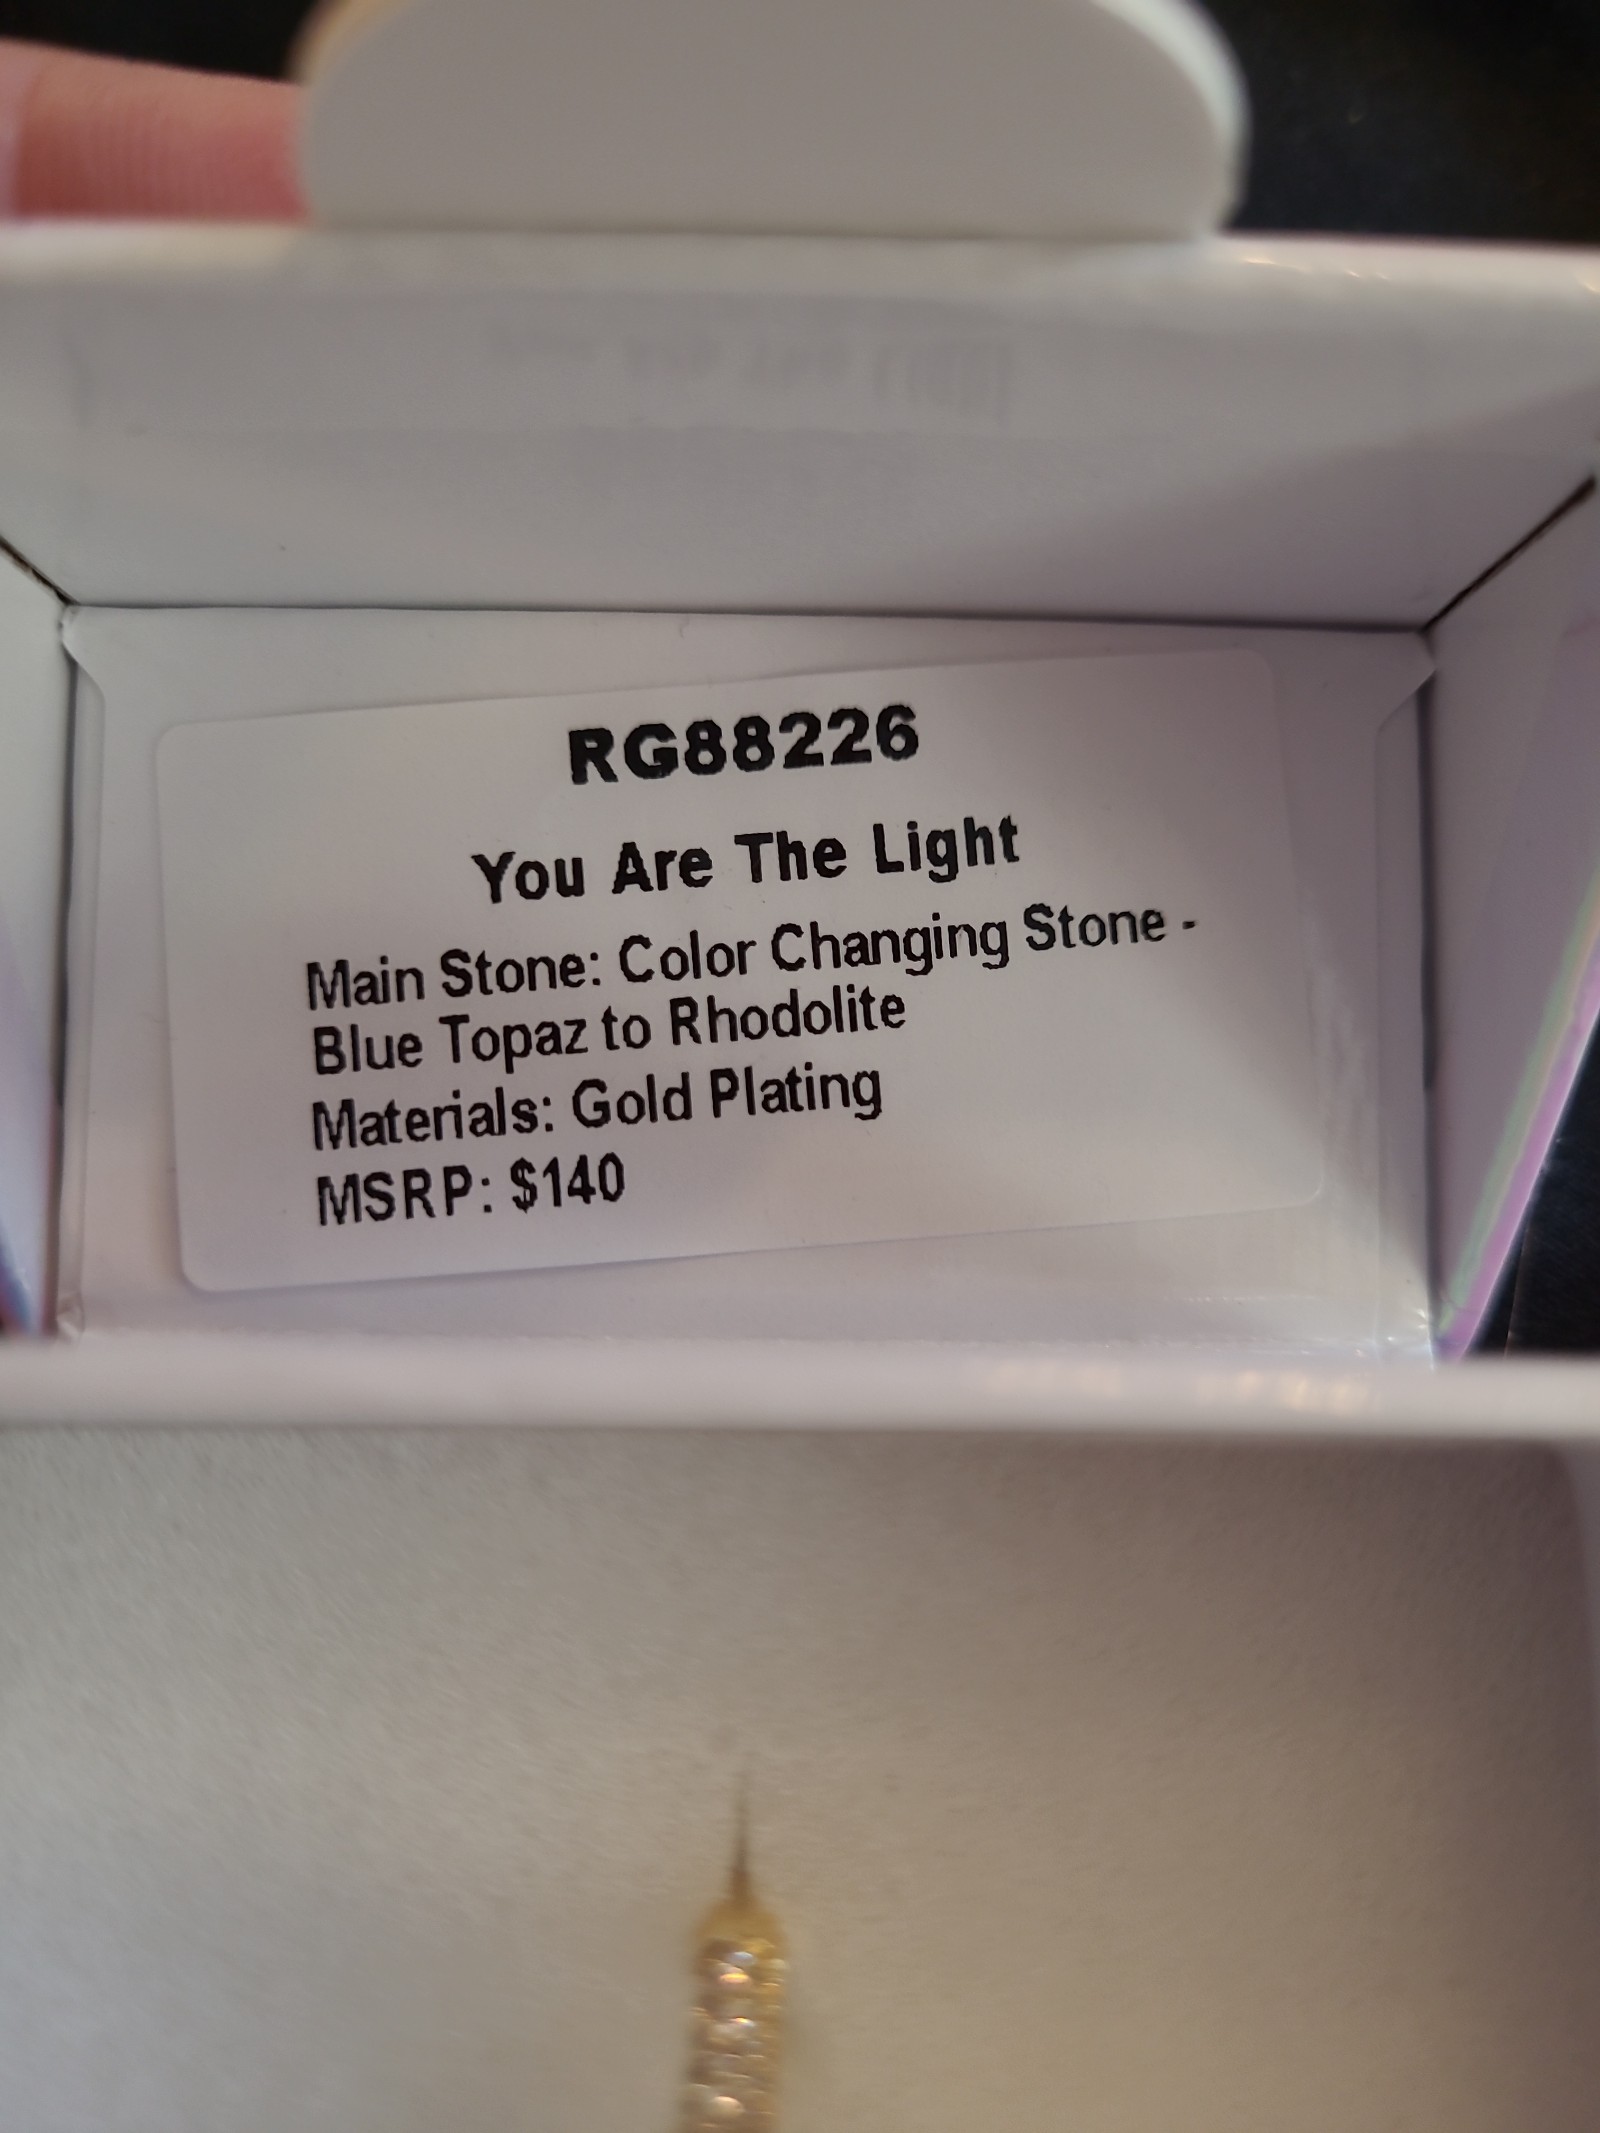 RG88226
You Are The Light
Main Stone: Color Changing Stone -
Blue Topaz to Rhodolite
Materials: Gold Plating
MSRP: $140